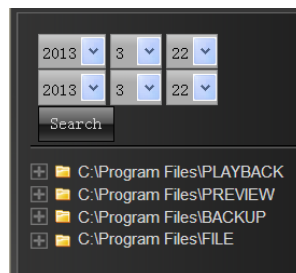 2013 3 22
2013 3 22
Search
C:\Program Files\PLAYBACK
C:\Program Files\PREVIEW
C:\Program Files\BACKUP
C:\Program Files\FILE